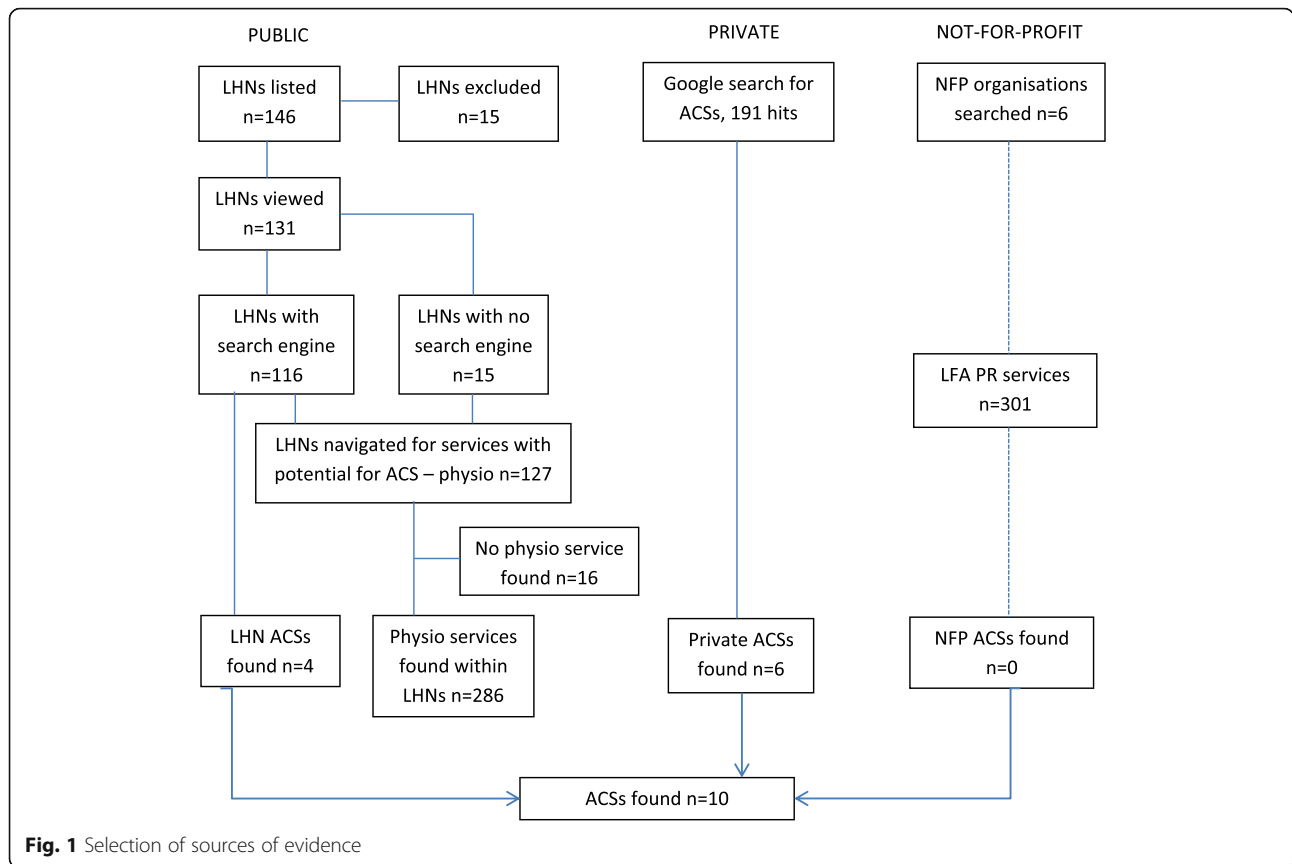 PUBLIC
PRIVATE
NOT-FOR-PROFIT
LHNs listed
n=146
LHNs excluded
n=15
Google search for
ACSs, 191 hits
NFP organisations
searched n=6
LHNs viewed
n=131
LHNs with
search engine
n=116
LHNs with no
search engine
n=15
LFA PR services
n=301
LHNs navigated for services with
potential for ACS – physio n=127
No physio service
found n=16
LHN ACSs
found n=4
Physio services
found within
LHNs n=286
Private ACSs
found n=6
NFP ACSs found
n=0
ACSs found n=10
Fig. 1 Selection of sources of evidence